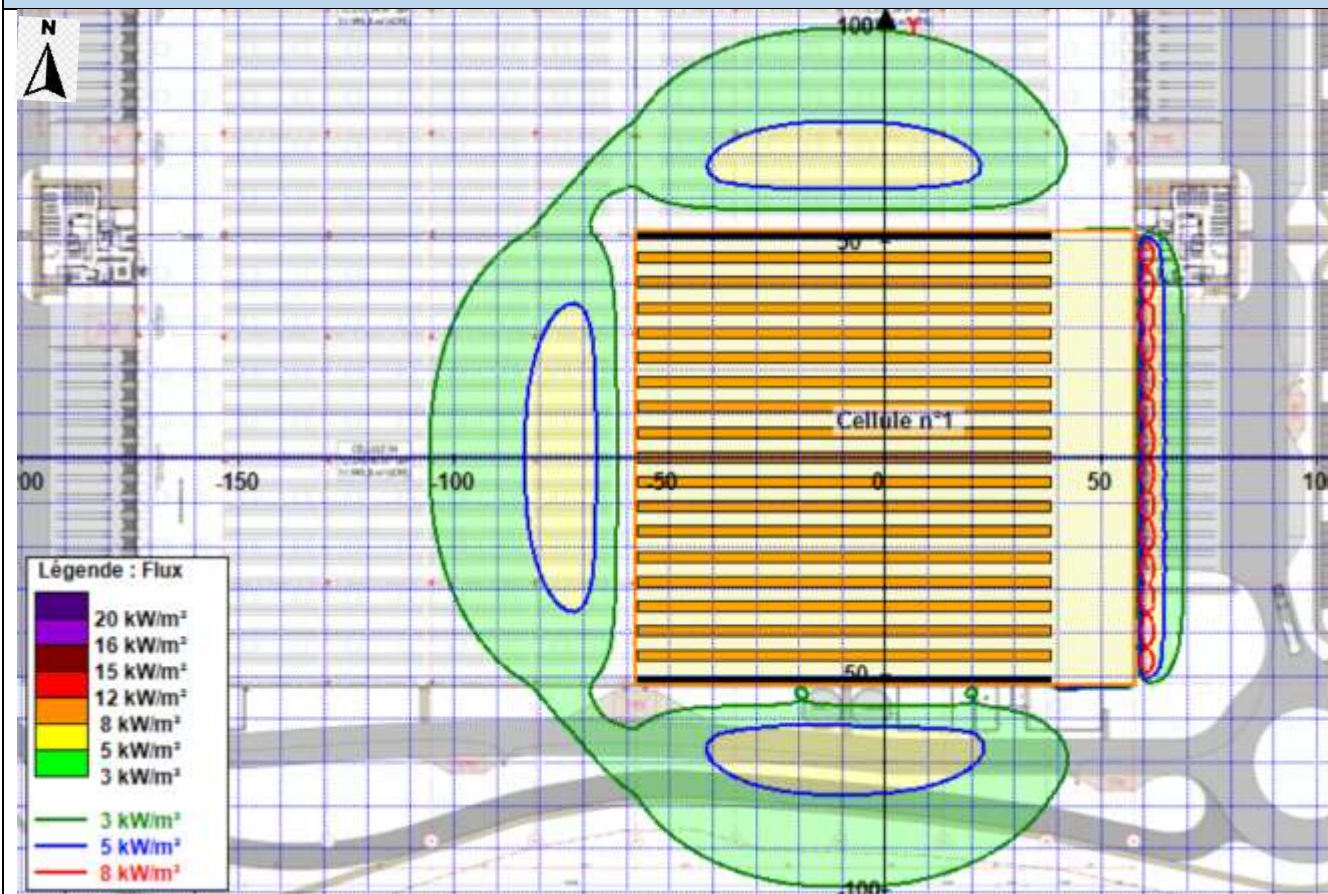 N
100
Y
50
Cellule n°1
00
-150
-100
-50
0
50
10
Légende : Flux
20 kW/m²
16 kW/m²
15 kW/m²
12 kW/m²
8 kW/m²
5 kW/m²
3 kW/m²
50
3 kW/m²
5 kW/m²
8 kW/m²
-100